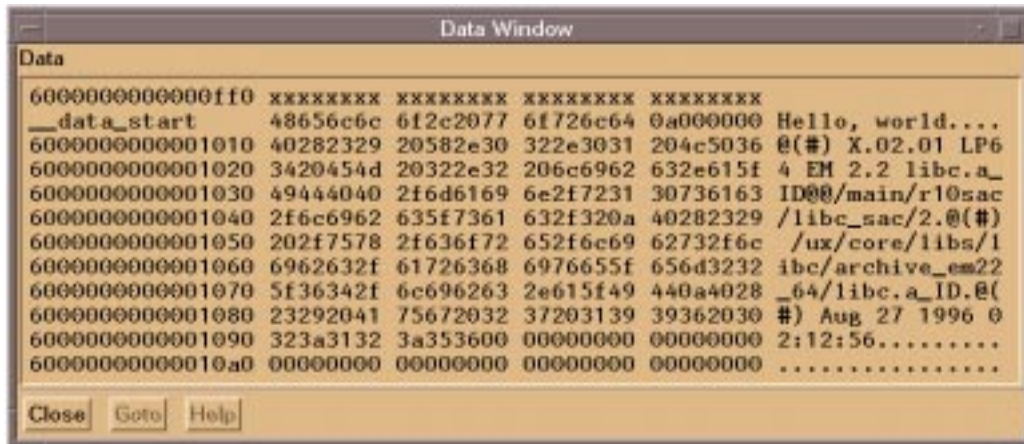 Data Window
Data
6000000000000ff0 xxxxxxxx xxxxxxxx xxxxxxxx xxxxxxxx
__data_start 48656c6c 6f2c2077 6f726c64 0a000000 Hello, world....
6000000000001010 40282329 20582e30 322e3031 204c5036 @(#) X.02.01 LP6
6000000000001020 3420454d 20322e32 206c6962 632e615f 4 EM 2.2 libc.a_
6000000000001030 49444040 2f6d6169 6e2f7231 30736163 ID@@/main/r10sac
6000000000001040 2f6c6962 635f7361 632f320a 40282329 /libc_sac/2.@(#)
6000000000001050 202f7578 2f636f72 652f6c69 62732f6c /ux/core/libs/l
6000000000001060 6962632f 61726368 6976655f 656d3232 ibc/archive_em22
6000000000001070 5f36342f 6c696263 2e615f49 440a4028 _64/libc.a_ID.@(
6000000000001080 23292041 75672032 37203139 39362030 #) Aug 27 1996 0
6000000000001090 323a3132 3a353600 00000000 00000000 2:12:56.........
60000000000010a0 00000000 00000000 00000000 00000000 ................
Close Goto Help